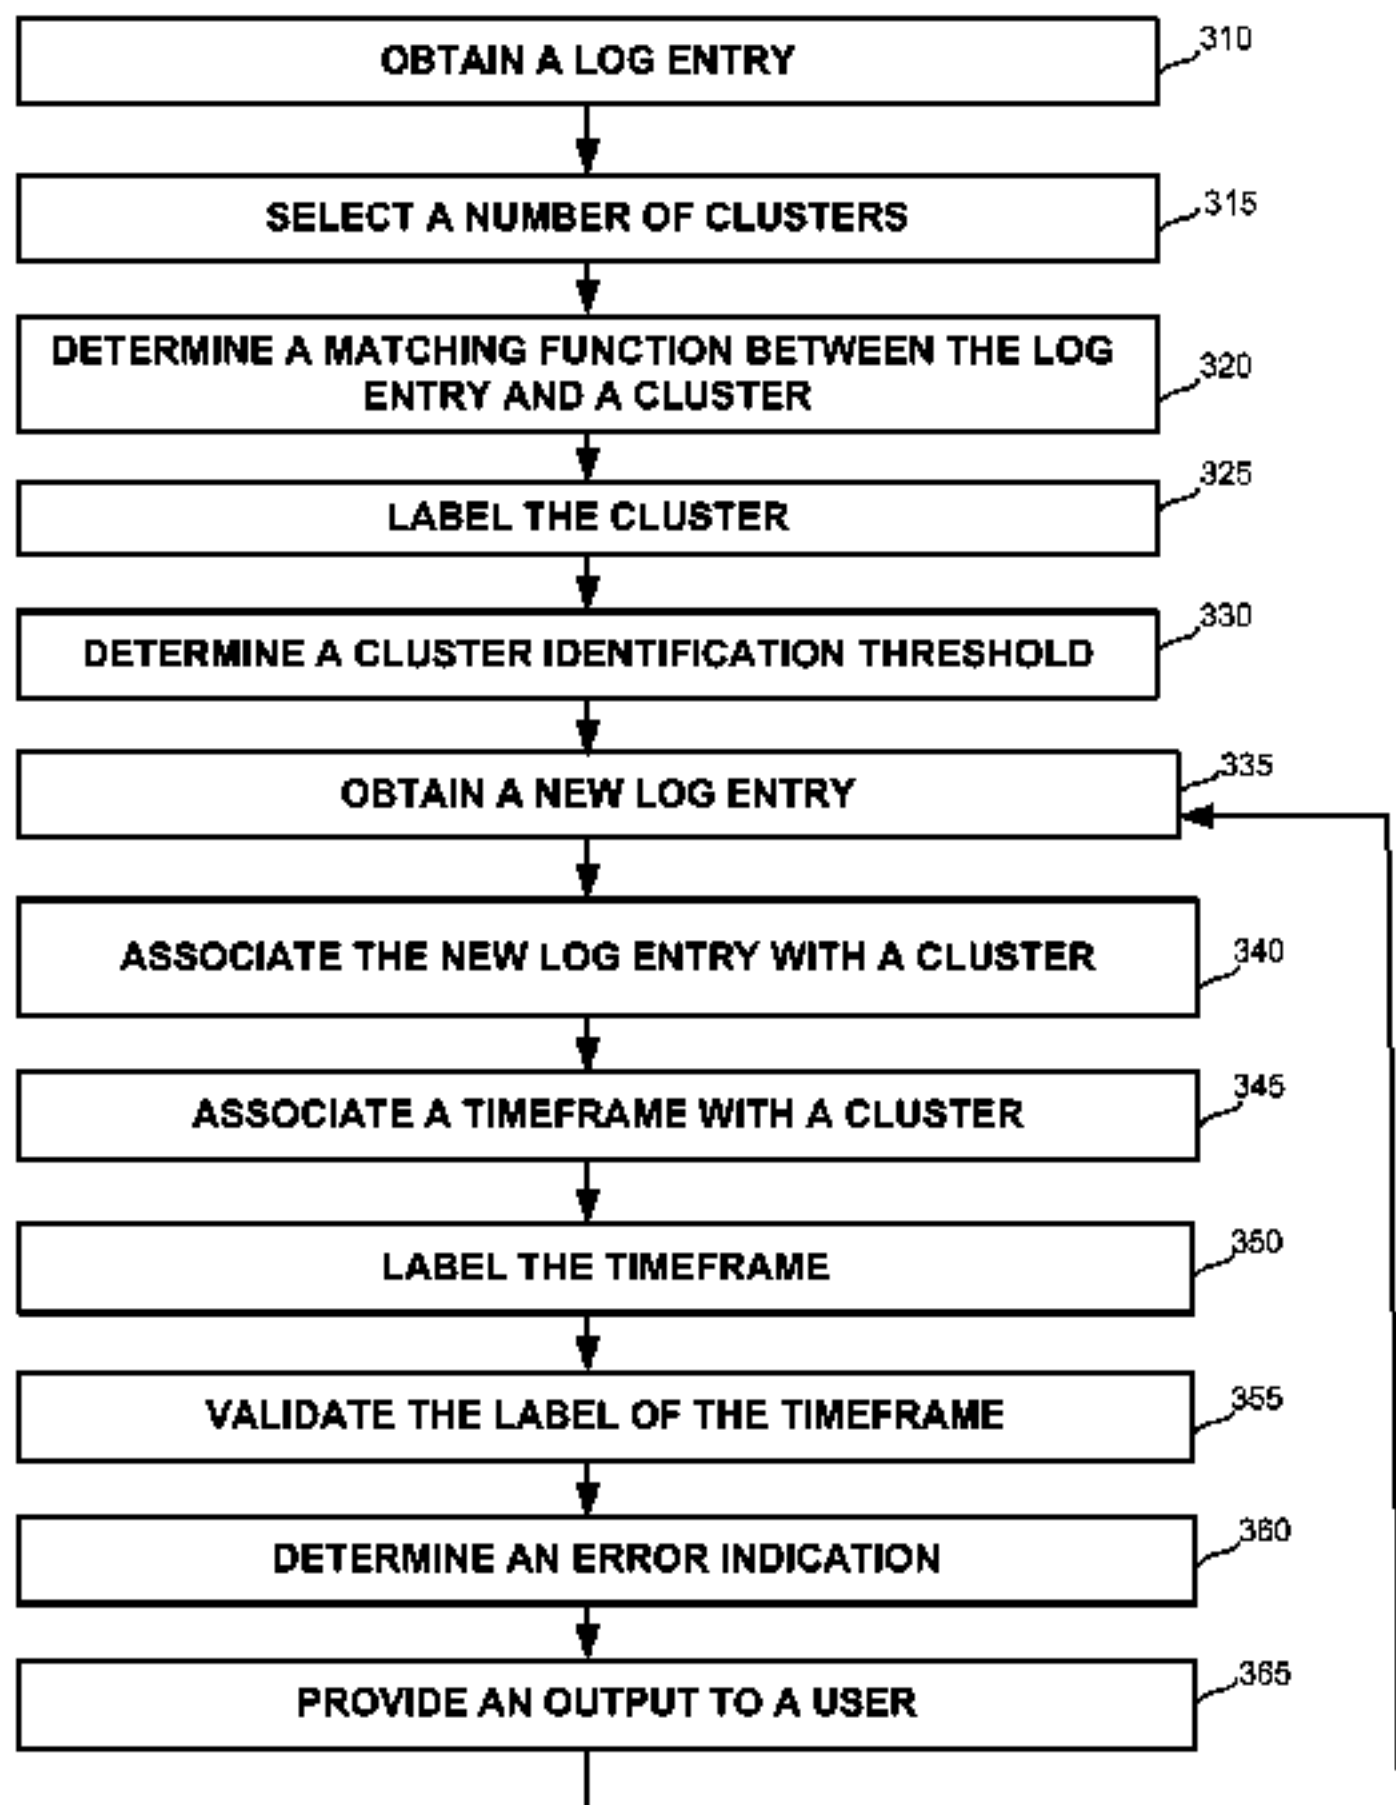 OBTAIN A LOG ENTRY
310
SELECT A NUMBER OF CLUSTERS
315
DETERMINE A MATCHING FUNCTION BETWEEN THE LOG
ENTRY AND A CLUSTER
320
LABEL THE CLUSTER
325
DETERMINE A CLUSTER IDENTIFICATION THRESHOLD
330
OBTAIN A NEW LOG ENTRY
335
ASSOCIATE THE NEW LOG ENTRY WITH A CLUSTER
340
ASSOCIATE A TIMEFRAME WITH A CLUSTER
345
LABEL THE TIMEFRAME
350
VALIDATE THE LABEL OF THE TIMEFRAME
355
DETERMINE AN ERROR INDICATION
360
PROVIDE AN OUTPUT TO A USER
365